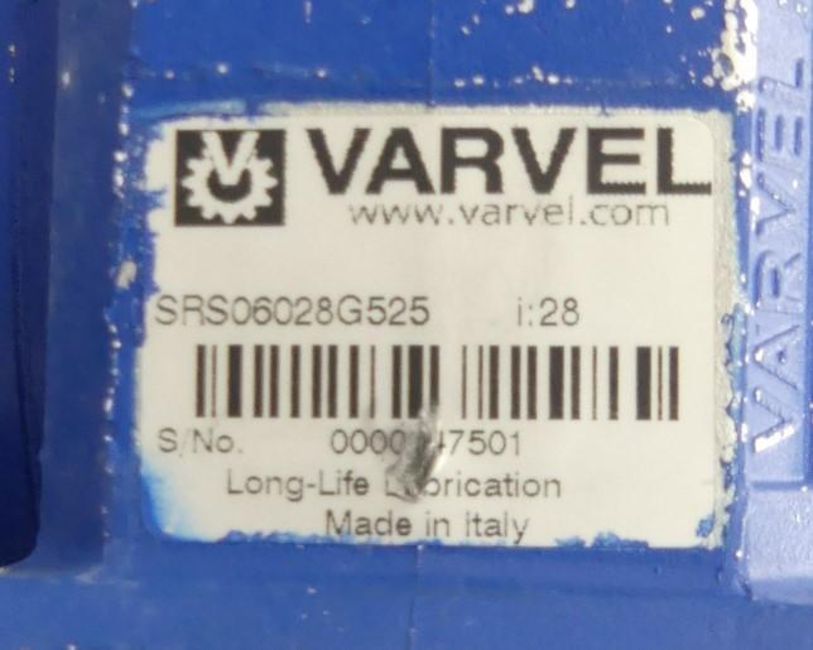 VARVEL
www.varvel.com
SRS06028G525 i:28
S/No.
Long-Life
Made in Italy
VARVEL